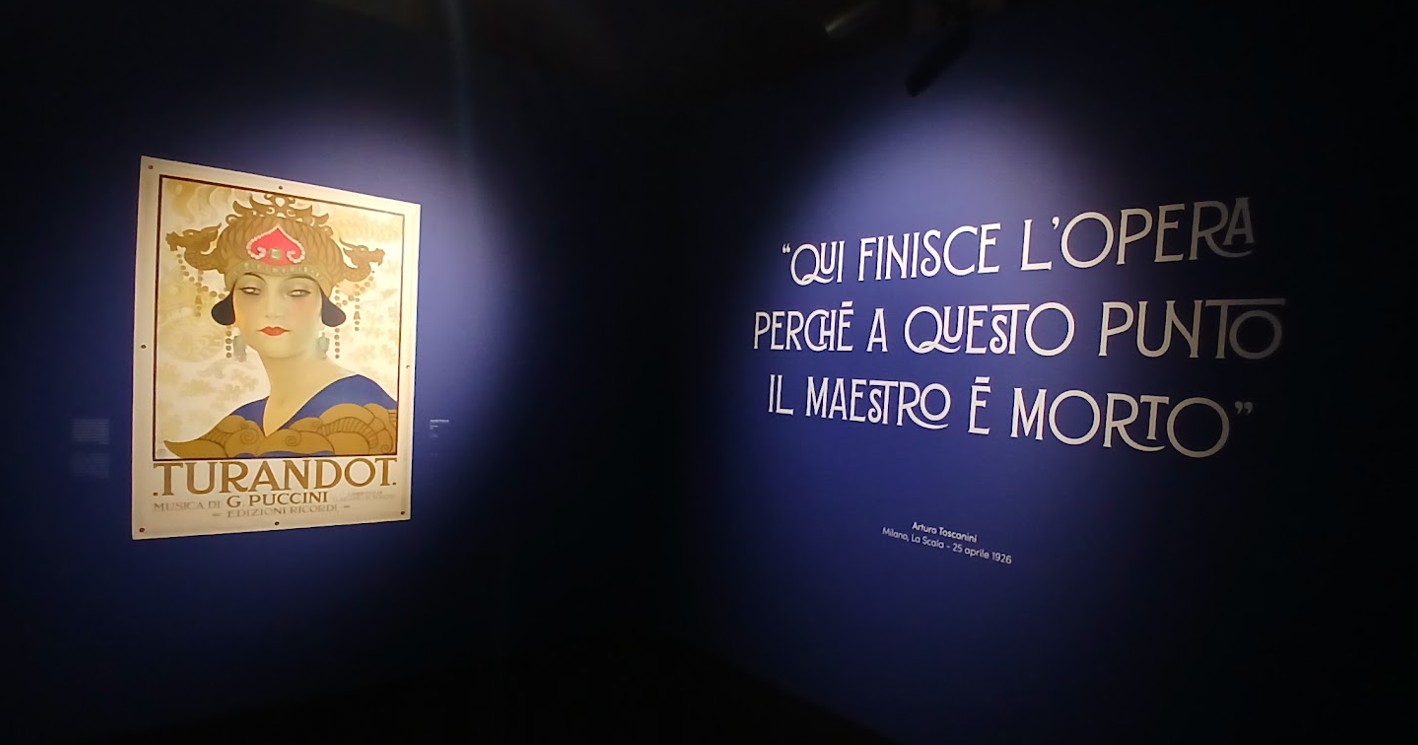 TURANDOT.
MUSICA DI G. PUCCINI
EDIZIONI RICORDI
“QUI FINISCE L’OPERA
PERCHÉ A QUESTO PUNTO
IL MAESTRO É MORTO”
Arturo Toscanini
Milano, La Scala - 25 aprile 1926